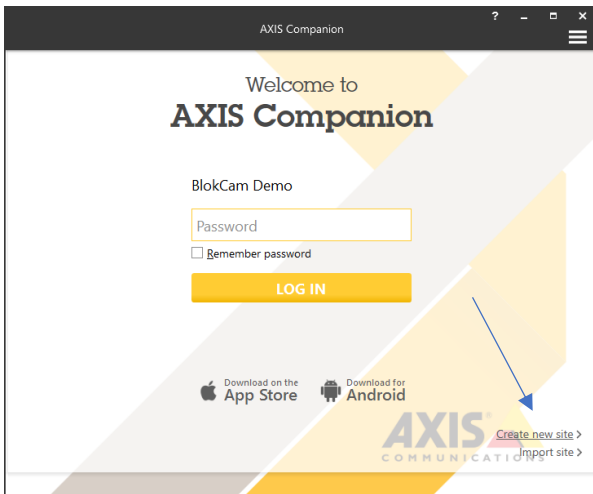 AXIS Companion
?
Welcome to
AXIS Companion
BlokCam Demo
Password
Remember password
LOG IN
Download on the
App Store
Download for
Android
AXIS
COMMUNICATIONS
Create new site >
Import site >